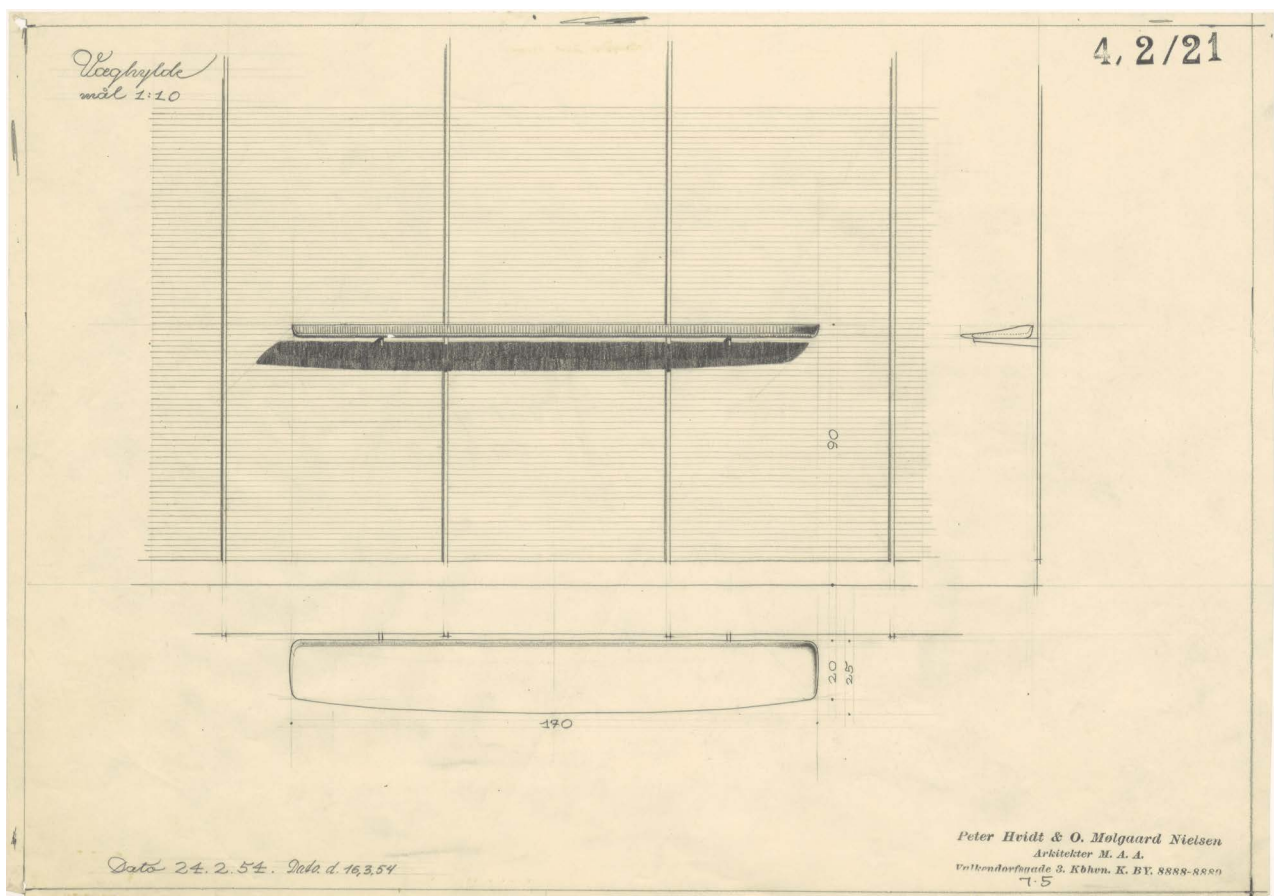 Væghylde
mål 1:10
4, 2/21
90
20
25
Dato 24.2.54. Dato. d. 16,3,54
Peter Hvidt & O. Mølgaard Nielsen
Arkitekter M. A. A.
Valkendorfsgade 3. Kbhvn. K. BY. 8888-8889
7.5